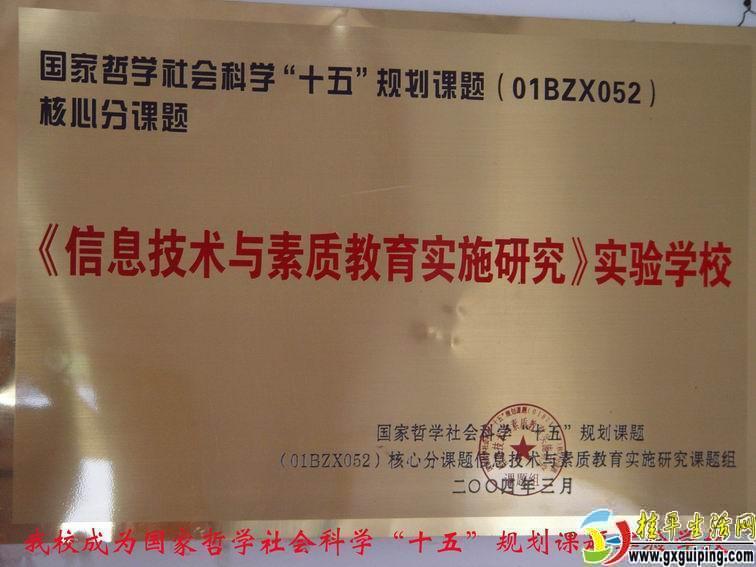 国家哲学社会科学“十五”规划课题（01BZX052）
核心分课题
《信息技术与素质教育实施研究》实验学校
国家哲学社会科学“十五”规划课题
（01BZX052）核心分课题信息技术与素质教育实施研究课题组
二〇〇四年三月
课题组
我校成为国家哲学社会科学“十五”规划课
桂平生活网
www.gxguiping.com